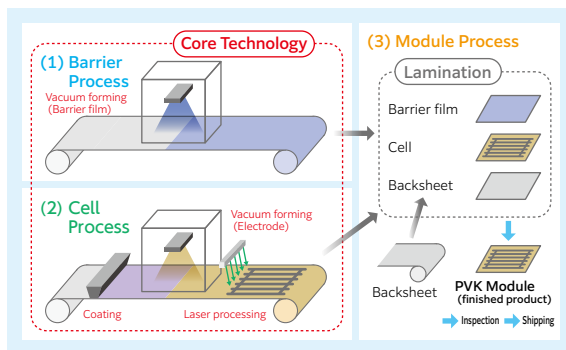 Core Technology
(1) Barrier
Process
Vacuum forming
(Barrier film)
(2) Cell
Process
Vacuum forming
(Electrode)
Coating
Laser processing
(3) Module Process
Lamination
Barrier film
Cell
Backsheet
Backsheet
PVK Module
(finished product)
Inspection
Shipping